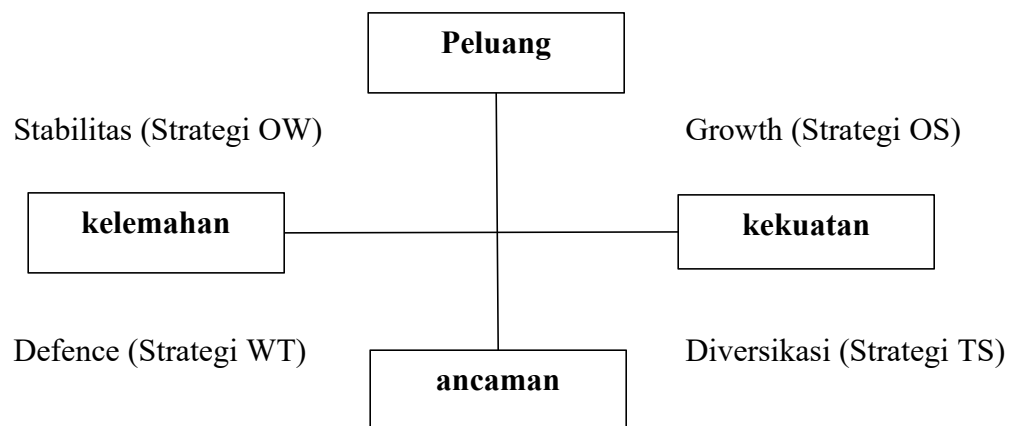 Peluang
Stabilitas (Strategi OW)
Growth (Strategi OS)
kelemahan
kekuatan
Defence (Strategi WT)
Diversikasi (Strategi TS)
ancaman